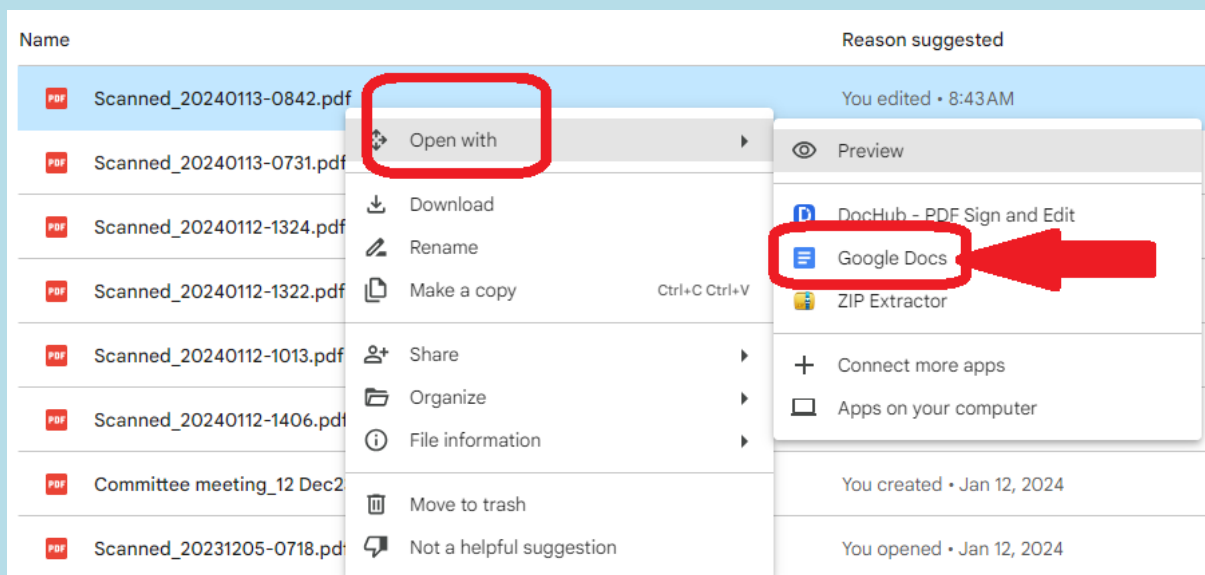 Name
Reason suggested
PDF Scanned_20240113-0842.pdf
You edited • 8:43 AM
PDF Scanned_20240113-0731.pdf
PDF Scanned_20240112-1324.pdf
PDF Scanned_20240112-1322.pdf
PDF Scanned_20240112-1013.pdf
PDF Scanned_20240112-1406.pdf
PDF Committee meeting_12 Dec2
You created • Jan 12, 2024
PDF Scanned_20231205-0718.pdf
You opened • Jan 12, 2024
Open with
Download
Rename
Make a copy Ctrl+C Ctrl+V
Share
Organize
File information
Move to trash
Not a helpful suggestion
Preview
DocHub - PDF Sign and Edit
Google Docs
ZIP Extractor
Connect more apps
Apps on your computer